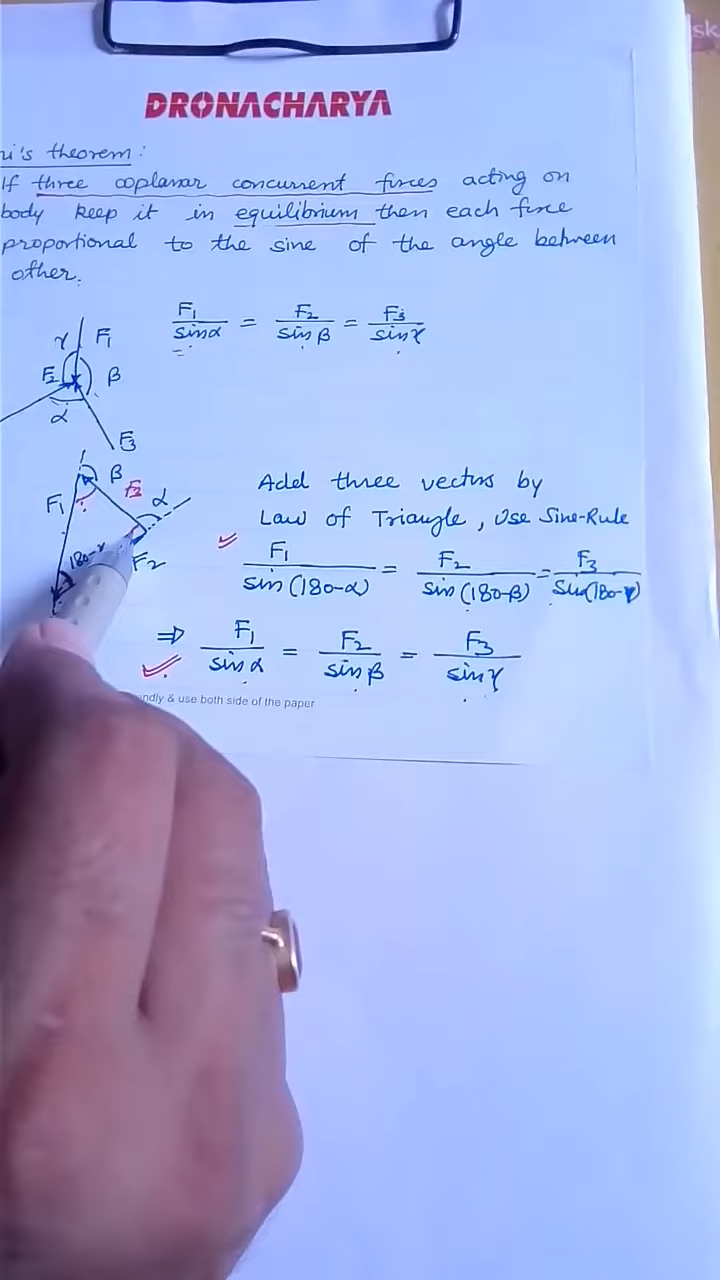 sk
DRONACHARYA
ni's theorem:
If three coplanar concurrent forces acting on
body keep it in equilibrium then each force
proportional to the sine of the angle between
other.
F₁/sinα = F₂/sinβ = F₃/sinγ
γ F₁
F₂ β
α
F₃
β
F₁ F₃ α
180-γ F₂
Add three vectors by
Law of Triangle, Use Sine-Rule
F₁/sin(180-α) = F₂/sin(180-β) = F₃/sin(180-γ)
⇒ F₁/sinα = F₂/sinβ = F₃/sinγ
ndly & use both side of the paper